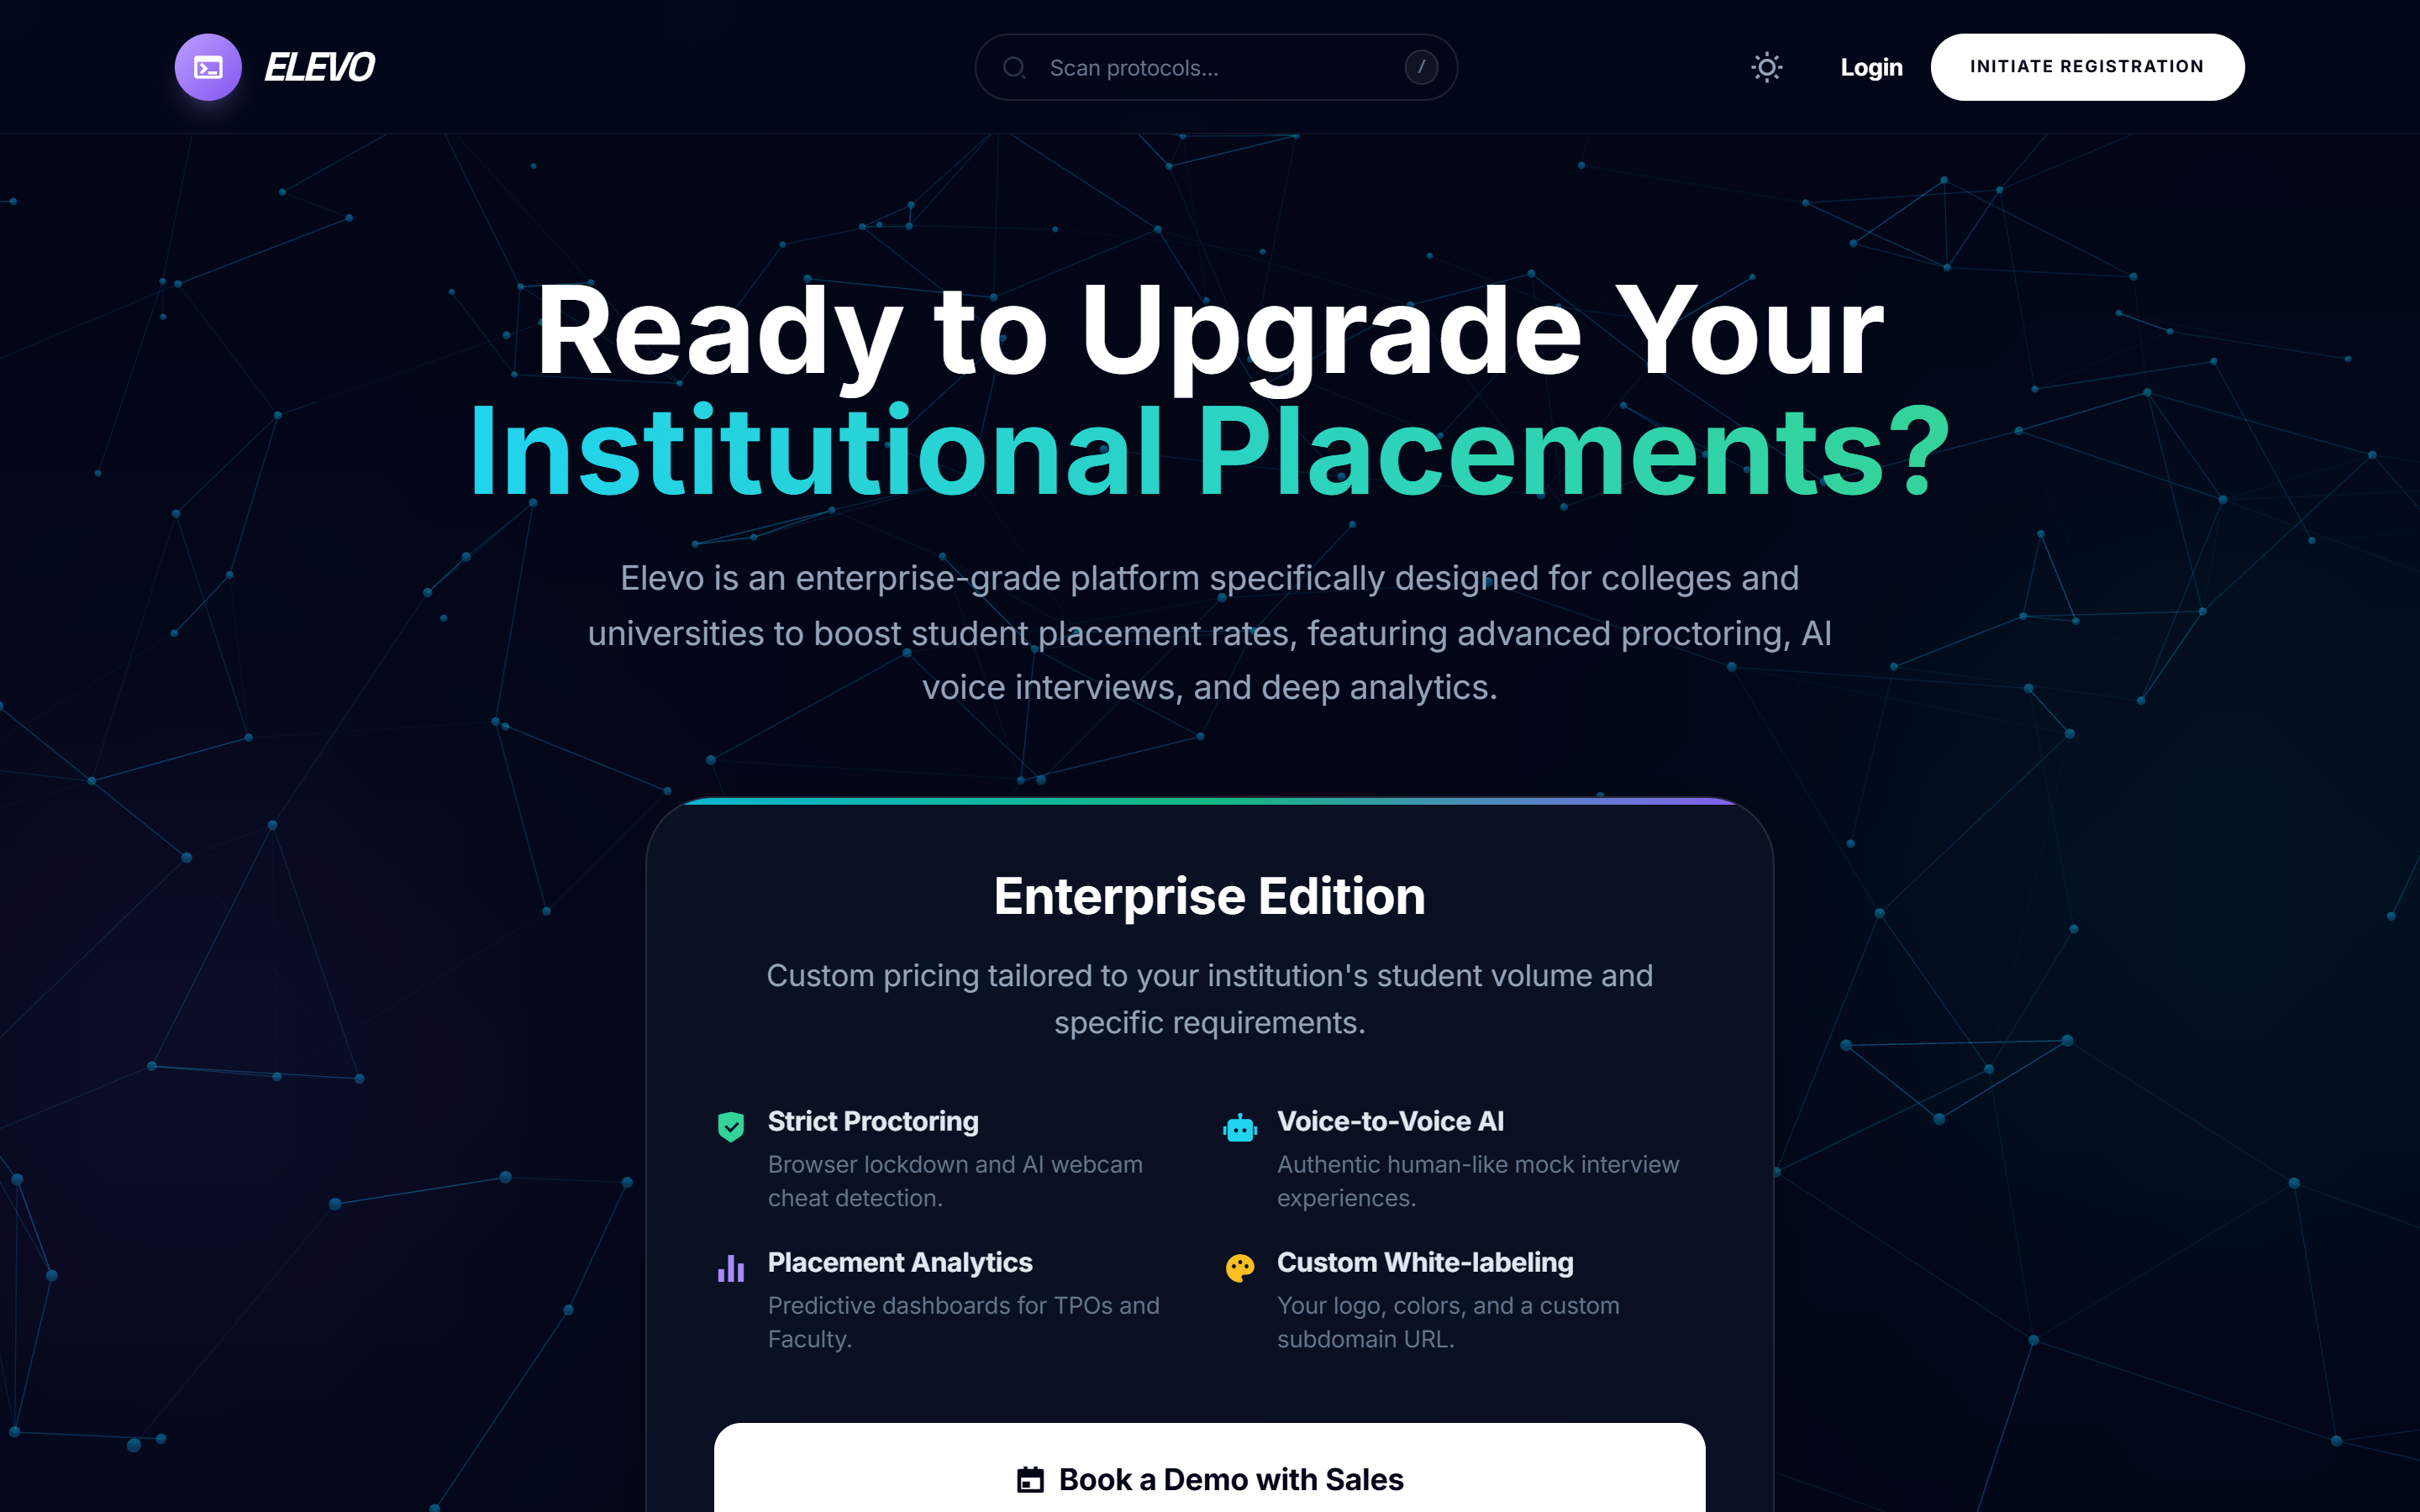 ELEVO
Scan protocols...
/
Login
INITIATE REGISTRATION
Ready to Upgrade Your
Institutional Placements?
Elevo is an enterprise-grade platform specifically designed for colleges and
universities to boost student placement rates, featuring advanced proctoring, AI
voice interviews, and deep analytics.
Enterprise Edition
Custom pricing tailored to your institution's student volume and
specific requirements.
Strict Proctoring
Browser lockdown and AI webcam
cheat detection.
Voice-to-Voice AI
Authentic human-like mock interview
experiences.
Placement Analytics
Predictive dashboards for TPOs and
Faculty.
Custom White-labeling
Your logo, colors, and a custom
subdomain URL.
Book a Demo with Sales